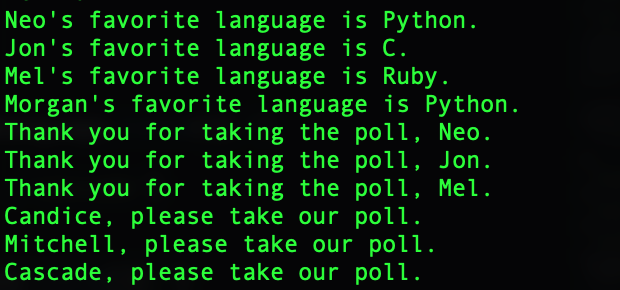 Neo's favorite language is Python.
Jon's favorite language is C.
Mel's favorite language is Ruby.
Morgan's favorite language is Python.
Thank you for taking the poll, Neo.
Thank you for taking the poll, Jon.
Thank you for taking the poll, Mel.
Candice, please take our poll.
Mitchell, please take our poll.
Cascade, please take our poll.